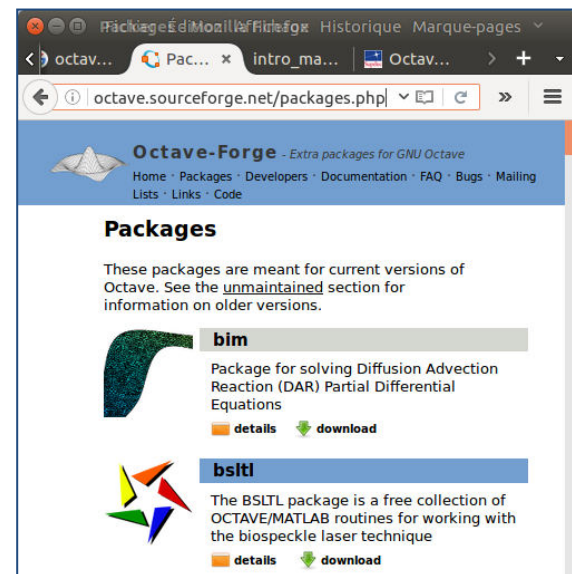 Historique Marque-pages
octav... Pac... × intro_ma... Octav... > + 
octave.sourceforge.net/packages.php »
Octave-Forge - Extra packages for GNU Octave
Home · Packages · Developers · Documentation · FAQ · Bugs · Mailing
Lists · Links · Code
Packages
These packages are meant for current versions of
Octave. See the unmaintained section for
information on older versions.
bim
Package for solving Diffusion Advection
Reaction (DAR) Partial Differential
Equations
details download
bsltl
The BSLTL package is a free collection of
OCTAVE/MATLAB routines for working with
the biospeckle laser technique
details download